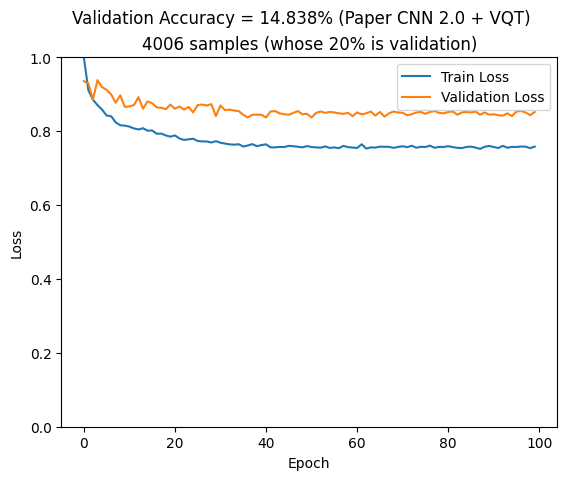 Validation Accuracy = 14.838% (Paper CNN 2.0 + VQT)
4006 samples (whose 20% is validation)
1.0
Train Loss
Validation Loss
0.8
0.6
Loss
0.4
0.2
0.0
0 20 40 60 80 100
Epoch